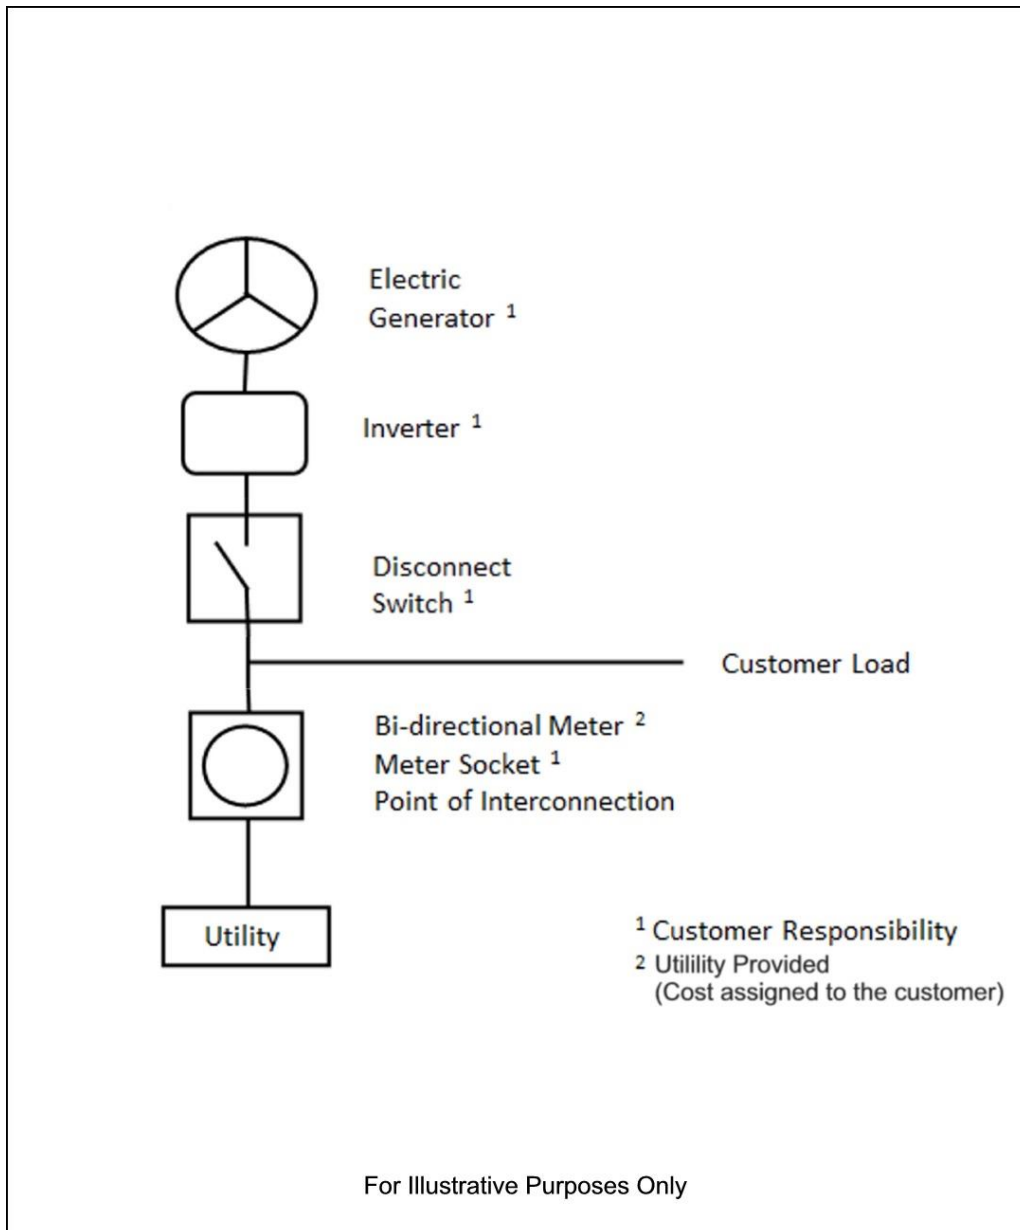 Electric
Generator 1
Inverter 1
Disconnect
Switch 1
Customer Load
Bi-directional Meter 2
Meter Socket 1
Point of Interconnection
Utility
1 Customer Responsibility
2 Utilility Provided
(Cost assigned to the customer)
For Illustrative Purposes Only